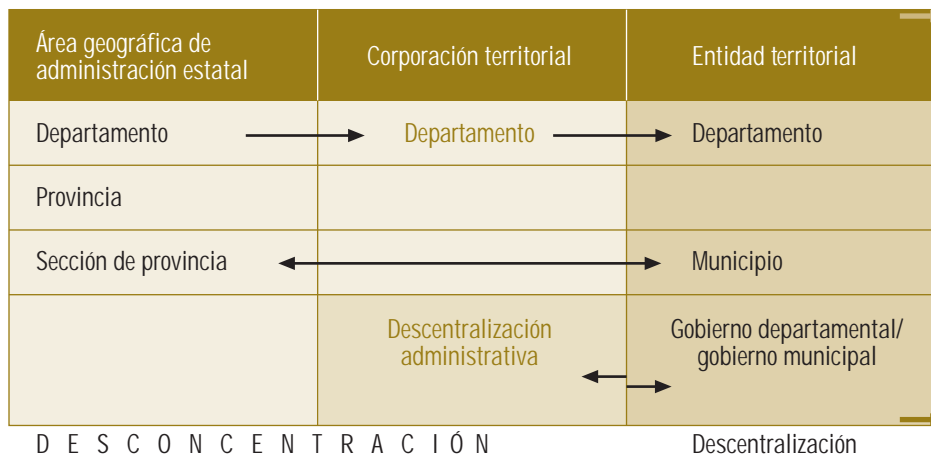 Área geográfica de
administración estatal
Corporación territorial
Entidad territorial
Departamento
Departamento
Departamento
Provincia
Sección de provincia
Municipio
Descentralización
administrativa
Gobierno departamental/
gobierno municipal
DESCONCENTRACIÓN
Descentralización